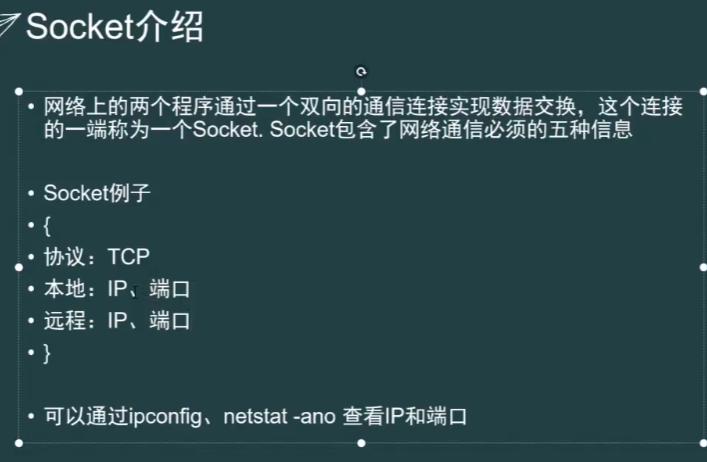 Socket介绍
• 网络上的两个程序通过一个双向的通信连接实现数据交换，这个连接
的一端称为一个Socket. Socket包含了网络通信必须的五种信息
• Socket例子
• {
• 协议：TCP
• 本地：IP、端口
• 远程：IP、端口
• }
• 可以通过ipconfig、netstat -ano 查看IP和端口